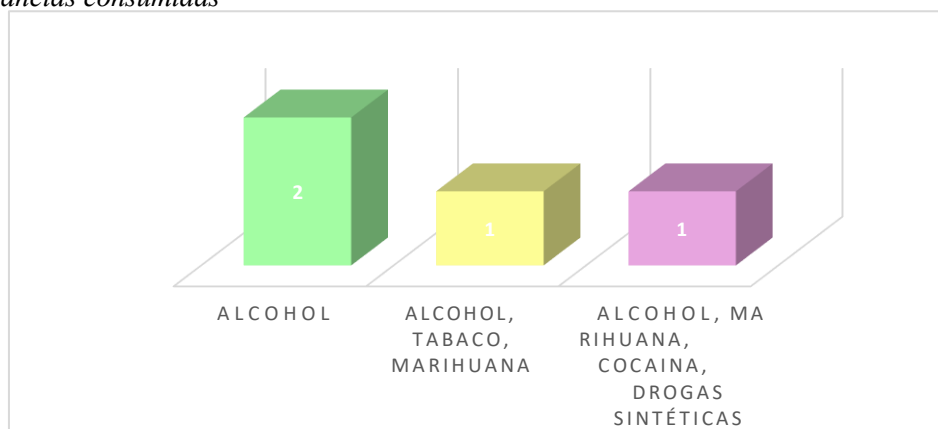 ancias consumidas
2
1
1
ALCOHOL
ALCOHOL,
TABACO,
MARIHUANA
ALCOHOL, MA
RIHUANA,
COCAINA,
DROGAS
SINTÉTICAS